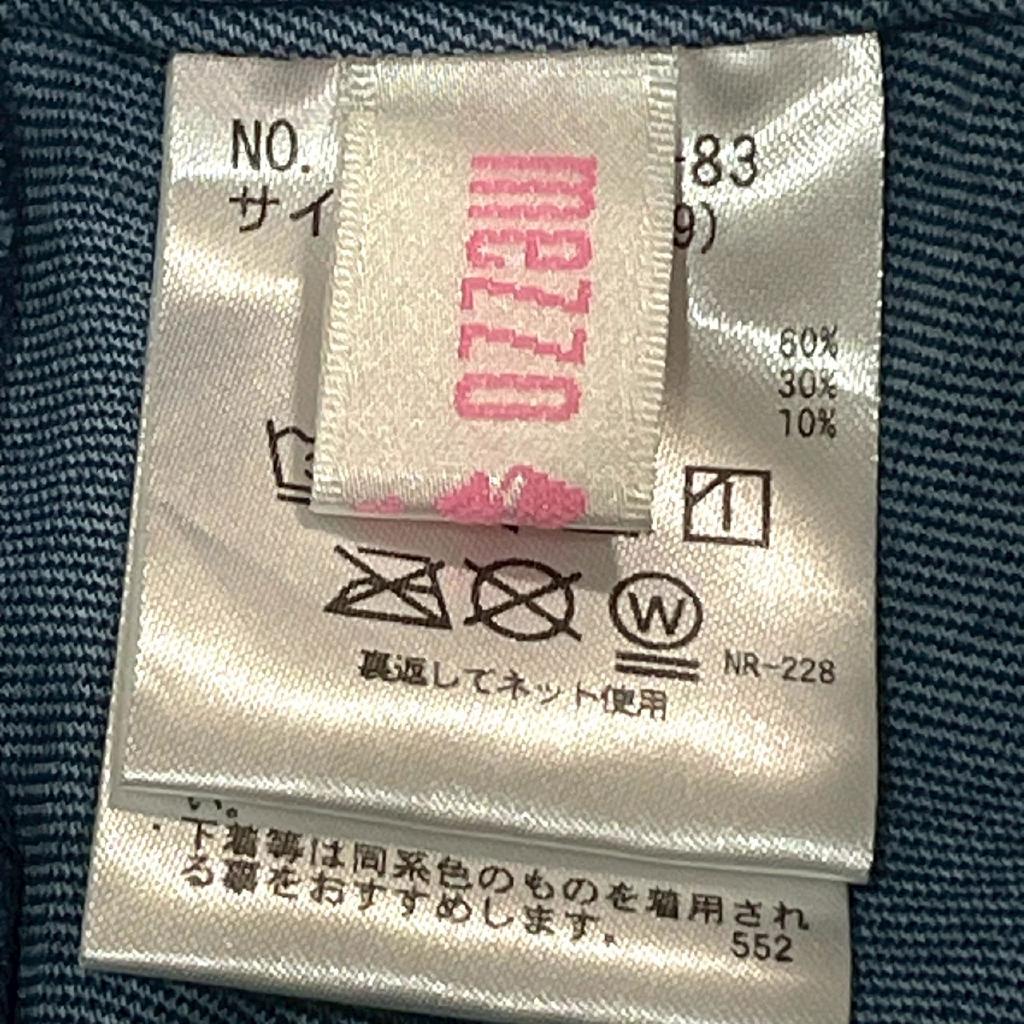 NO.
-83
サイ
9)
mezzo
60%
30%
10%
W
裏返してネット使用
NR-228
い。
・下着等は同系色のものを着用され
る事をおすすめします。
552